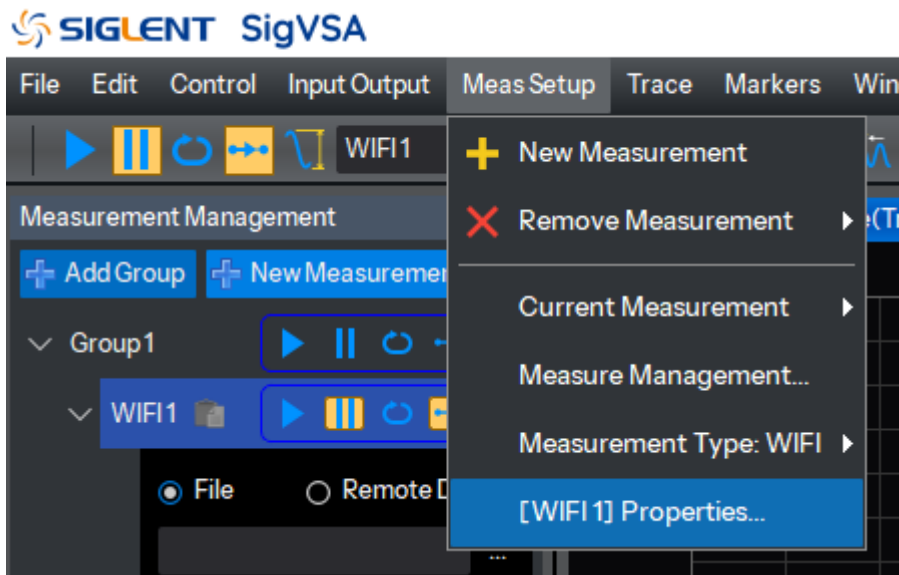 SIGLENT SigVSA
File Edit Control Input Output Meas Setup Trace Markers
WIFI1
New Measurement
Measurement Management
Remove Measurement
Add Group
Group1
Current Measurement
Measure Management...
WIFI1
Measurement Type: WIFI
File Remote
[WIFI 1] Properties...
...